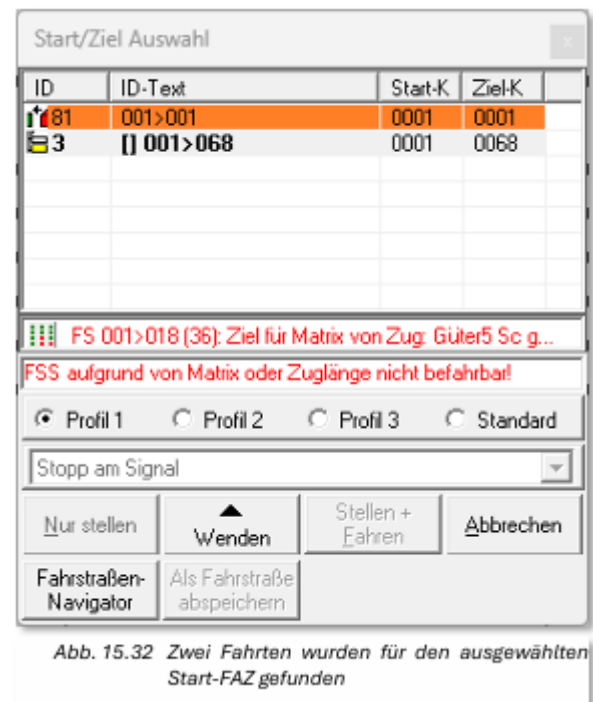 Start/Ziel Auswahl x
ID ID-Text Start-K Ziel-K
81 001>001 0001 0001
3 [] 001>068 0001 0068
FS 001>018 (36): Ziel für Matrix von Zug: Güter5 Sc g...
FSS aufgrund von Matrix oder Zuglänge nicht befahrbar!
Profil 1 Profil 2 Profil 3 Standard
Stopp am Signal
Nur stellen Wenden Stellen + Fahren Abbrechen
Fahrstraßen-Navigator Als Fahrstraße abspeichern
Abb. 15.32 Zwei Fahrten wurden für den ausgewählten
Start-FAZ gefunden